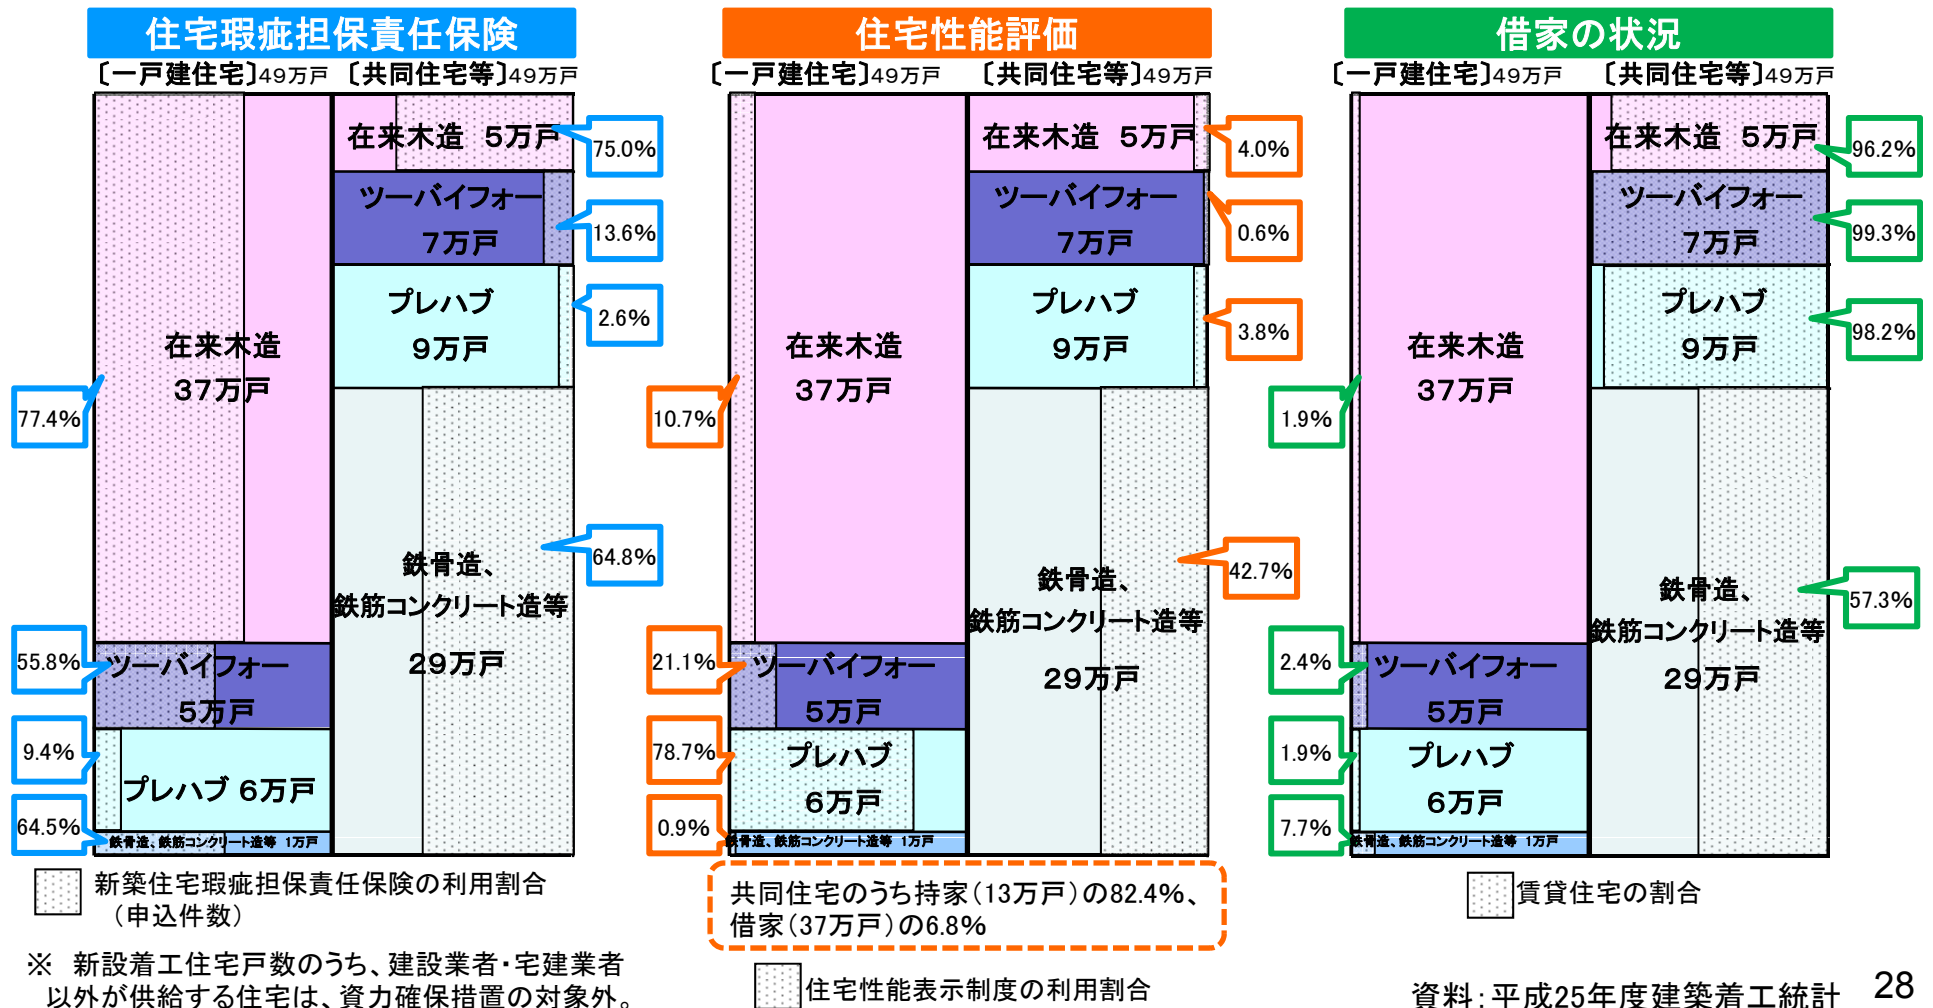 住宅瑕疵担保責任保険
〔一戸建住宅〕49万戸 〔共同住宅等〕49万戸
在来木造 5万戸
75.0%
ツーバイフォー
7万戸
13.6%
プレハブ
9万戸
2.6%
在来木造
37万戸
77.4%
鉄骨造、
鉄筋コンクリート造等
29万戸
64.8%
55.8%
ツーバイフォー
5万戸
9.4%
プレハブ 6万戸
64.5%
鉄骨造、鉄筋コンクリート造等 1万戸
新築住宅瑕疵担保責任保険の利用割合
（申込件数）
※ 新設着工住宅戸数のうち、建設業者・宅建業者
以外が供給する住宅は、資力確保措置の対象外。
住宅性能評価
〔一戸建住宅〕49万戸 〔共同住宅等〕49万戸
在来木造 5万戸
4.0%
ツーバイフォー
7万戸
0.6%
プレハブ
9万戸
3.8%
在来木造
37万戸
10.7%
鉄骨造、
鉄筋コンクリート造等
29万戸
42.7%
21.1%
ツーバイフォー
5万戸
78.7%
プレハブ
6万戸
0.9%
鉄骨造、鉄筋コンクリート造等 1万戸
共同住宅のうち持家（13万戸）の82.4%、
借家（37万戸）の6.8%
住宅性能表示制度の利用割合
借家の状況
〔一戸建住宅〕49万戸 〔共同住宅等〕49万戸
在来木造 5万戸
96.2%
ツーバイフォー
7万戸
99.3%
プレハブ
9万戸
98.2%
在来木造
37万戸
1.9%
鉄骨造、
鉄筋コンクリート造等
29万戸
57.3%
2.4%
ツーバイフォー
5万戸
1.9%
プレハブ
6万戸
7.7%
鉄骨造、鉄筋コンクリート造等 1万戸
賃貸住宅の割合
資料：平成25年度建築着工統計
28